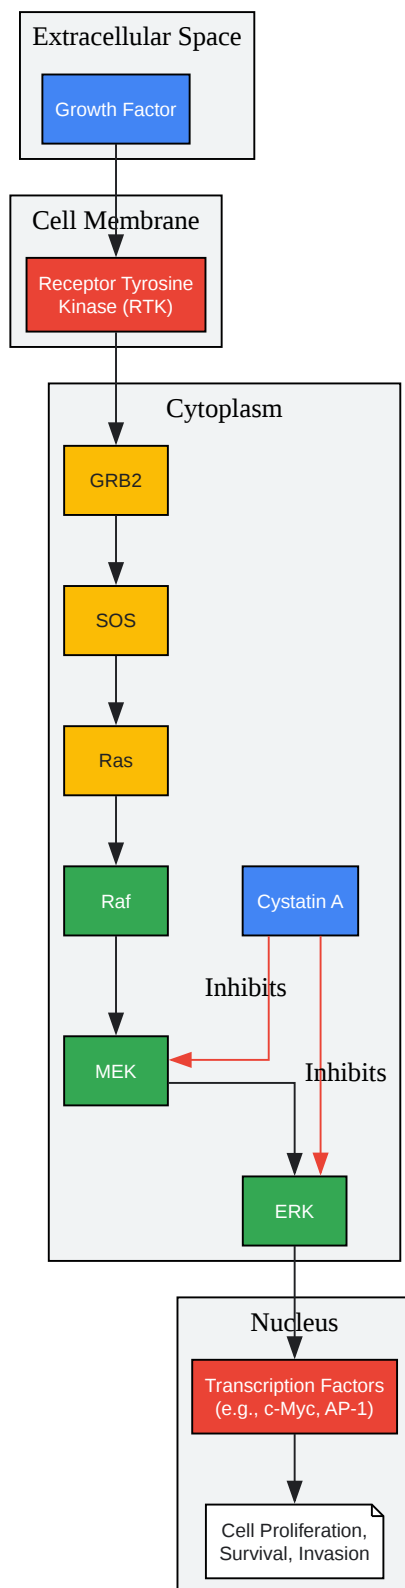 Extracellular Space
Growth Factor
Cell Membrane
Receptor Tyrosine
Kinase (RTK)
Cytoplasm
GRB2
SOS
Ras
Raf
Cystatin A
Inhibits
MEK
Inhibits
ERK
Nucleus
Transcription Factors
(e.g., c-Myc, AP-1)
Cell Proliferation,
Survival, Invasion